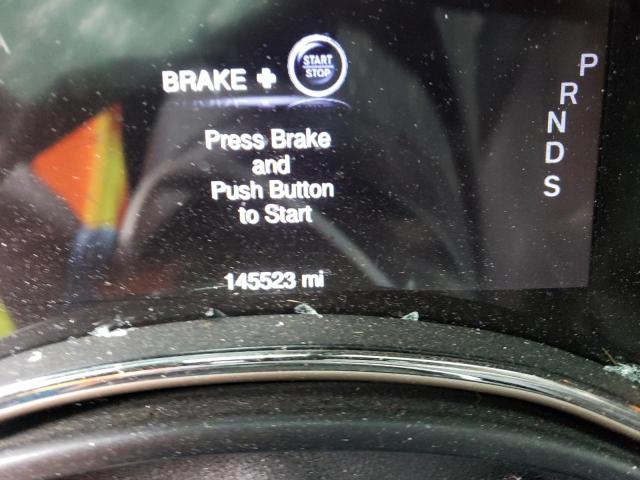 BRAKE + START
STOP
Press Brake
and
Push Button
to Start
145523 mi
P
R
N
D
S